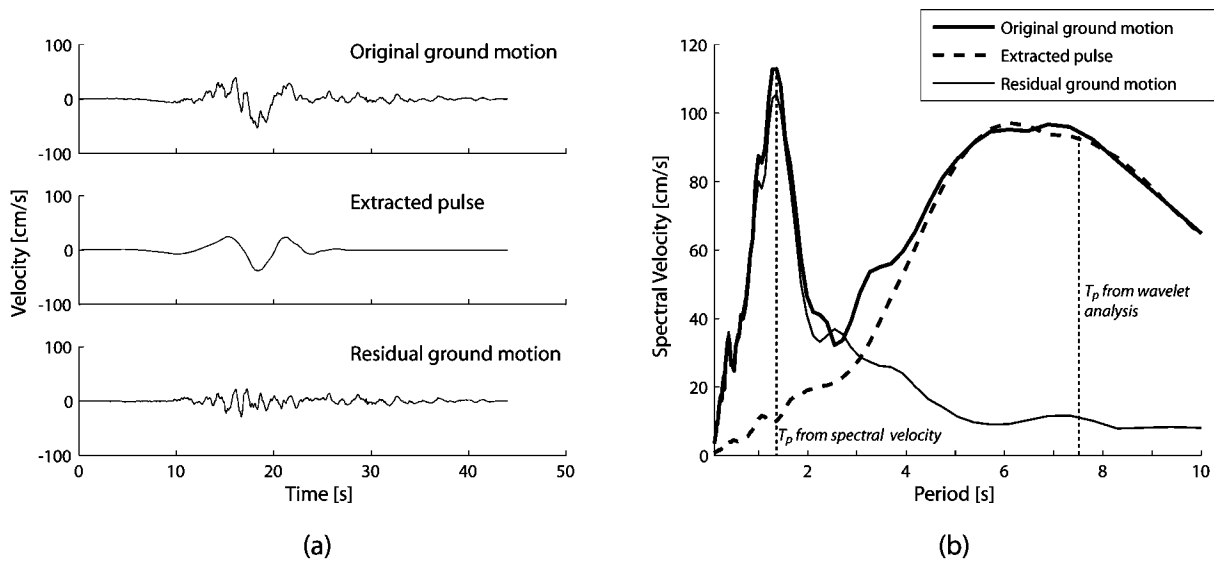 100
Original ground motion
0
-100
100
Extracted pulse
0
-100
100
Residual ground motion
0
-100
Velocity [cm/s]
0 10 20 30 40 50
Time [s]
(a)
Original ground motion
Extracted pulse
Residual ground motion
120
100
80
60
40
20
0
Spectral Velocity [cm/s]
Tp from wavelet
analysis
Tp from spectral velocity
0 2 4 6 8 10
Period [s]
(b)